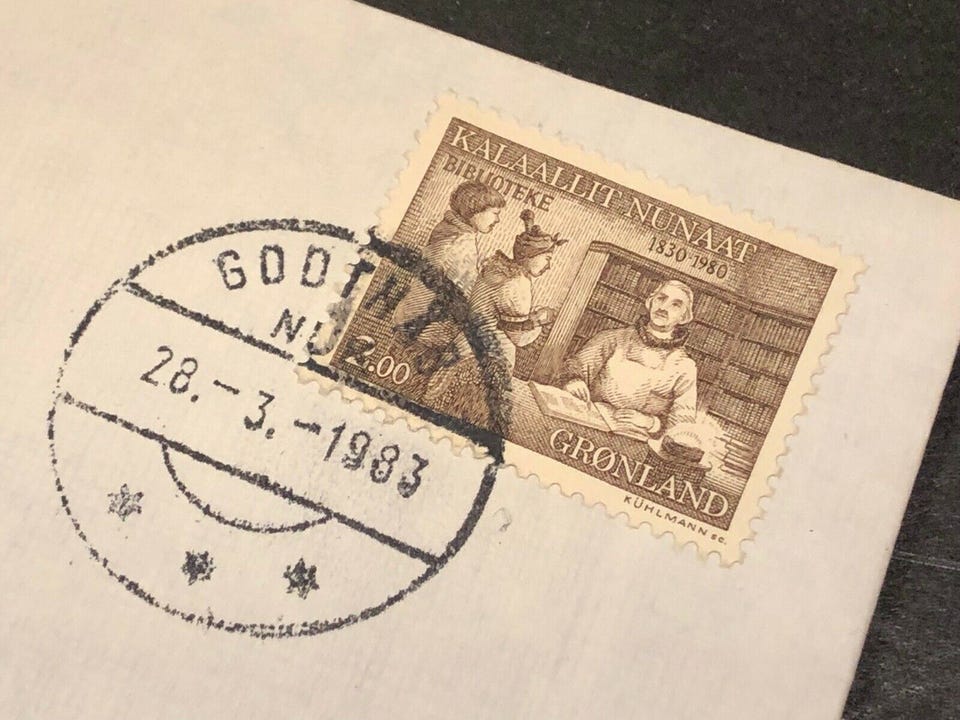 KALAALLIT NUNAAT
BIBLIOTEKE
1830-1980
2.00
GRØNLAND
KÜHLMANN SC.
28.-3.-1983